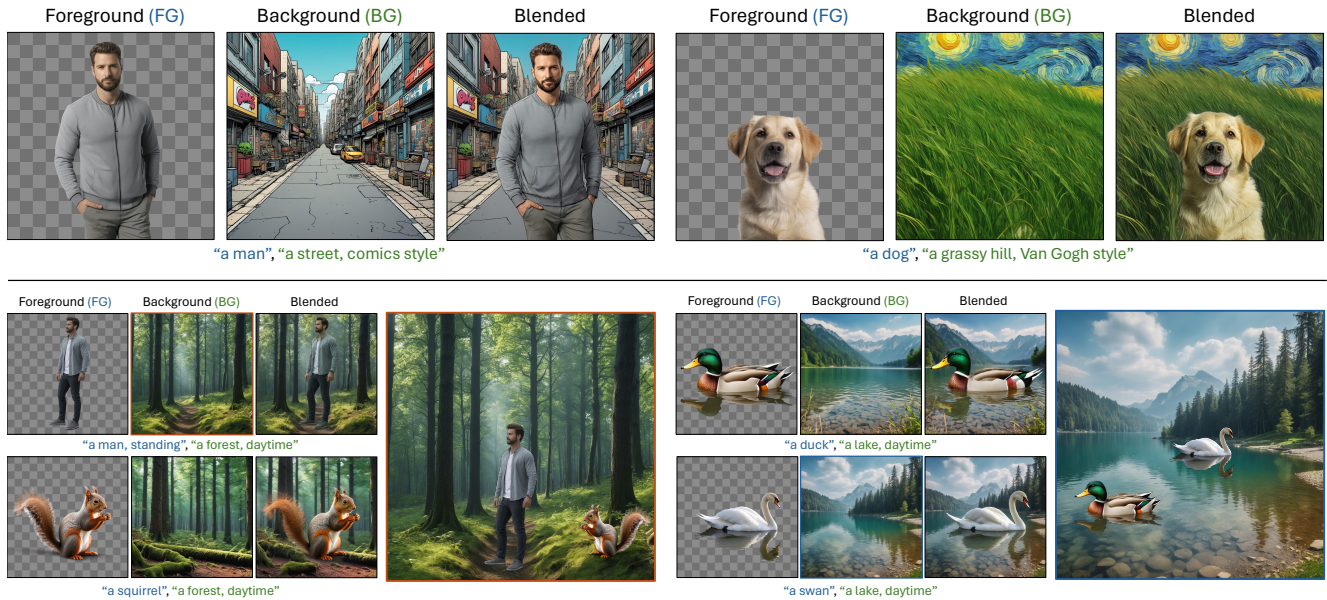 Foreground (FG) Background (BG) Blended
“a man”, “a street, comics style”
Foreground (FG) Background (BG) Blended
“a dog”, “a grassy hill, Van Gogh style”
Foreground (FG) Background (BG) Blended
“a man, standing”, “a forest, daytime”
“a squirrel”, “a forest, daytime”
Foreground (FG) Background (BG) Blended
“a duck”, “a lake, daytime”
“a swan”, “a lake, daytime”